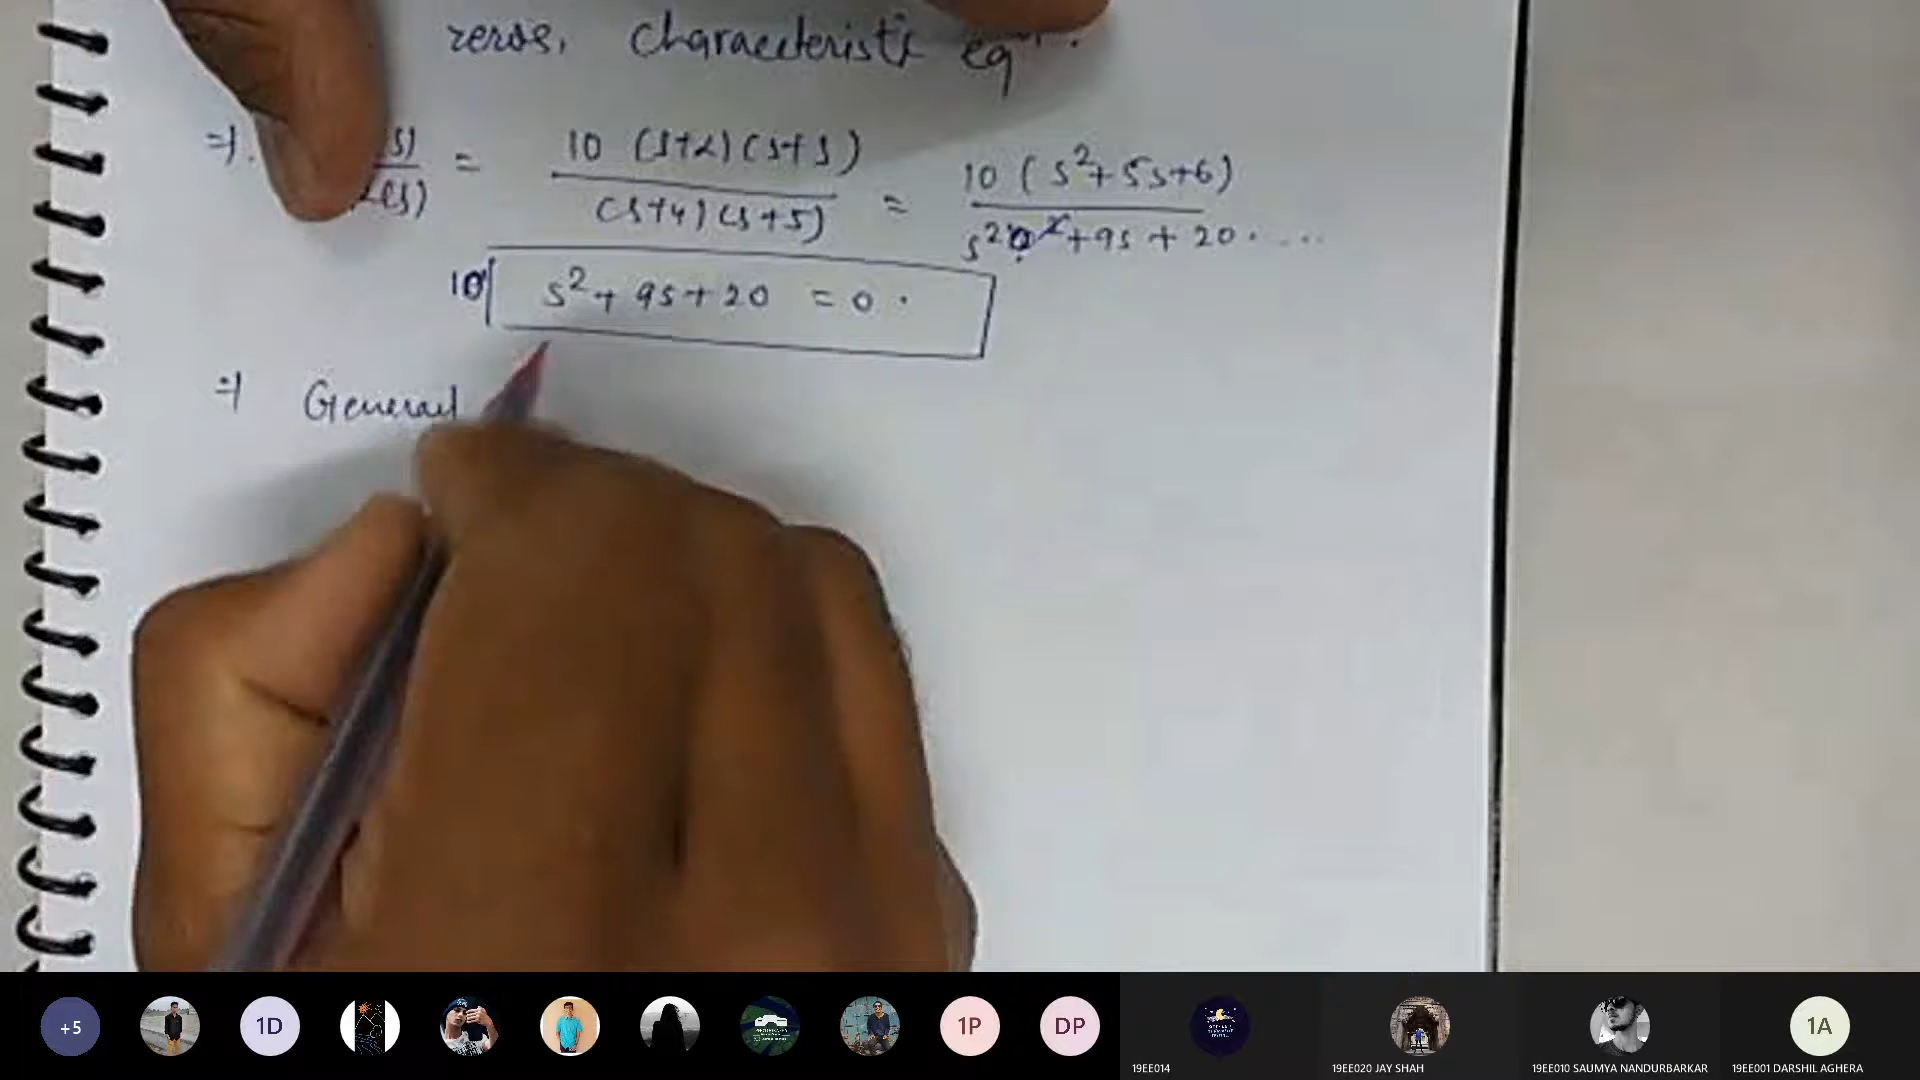 zeros, characteristic eqn.
⇒ = 10 (s+2)(s+3) / (s+4)(s+5) = 10 (s²+5s+6) / s² +9s + 20 . . . .
s² + 9s + 20 = 0 .
⇒ General
+5
1D
1P
DP
1A
19EE014
19EE020 JAY SHAH
19EE010 SAUMYA NANDURBARKAR
19EE001 DARSHIL AGHERA